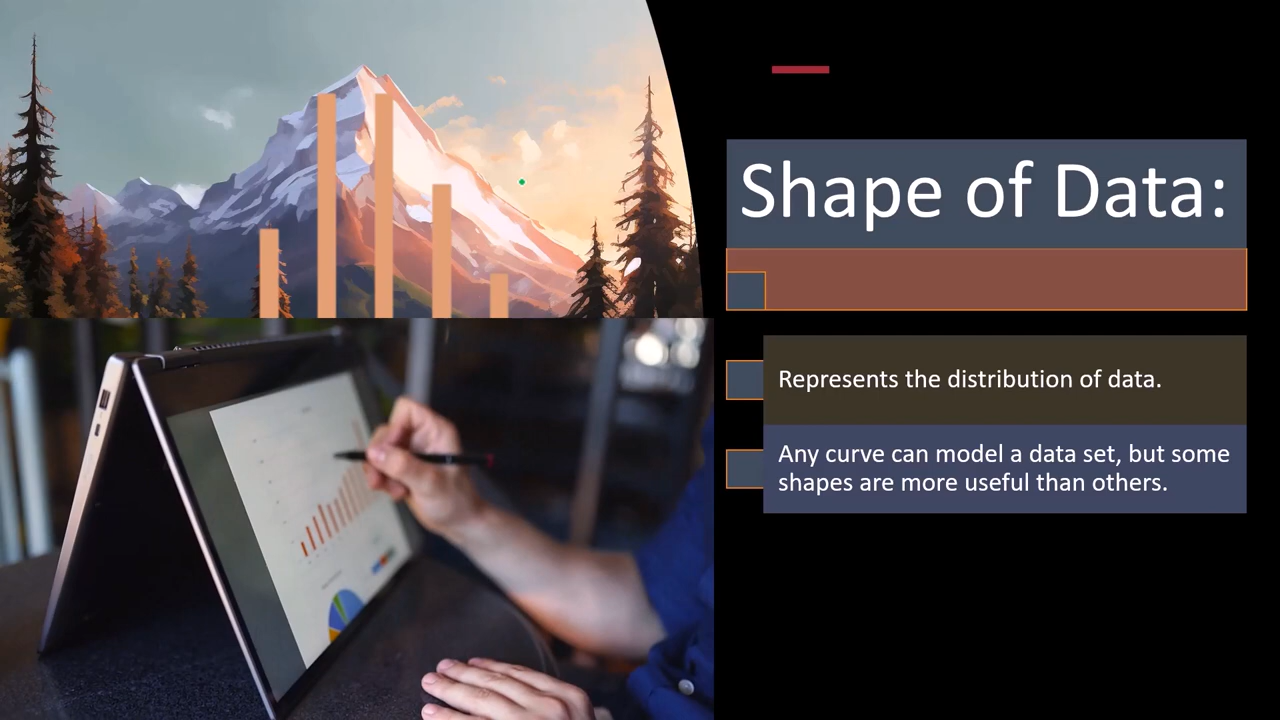 Shape of Data:
Represents the distribution of data.
Any curve can model a data set, but some
shapes are more useful than others.